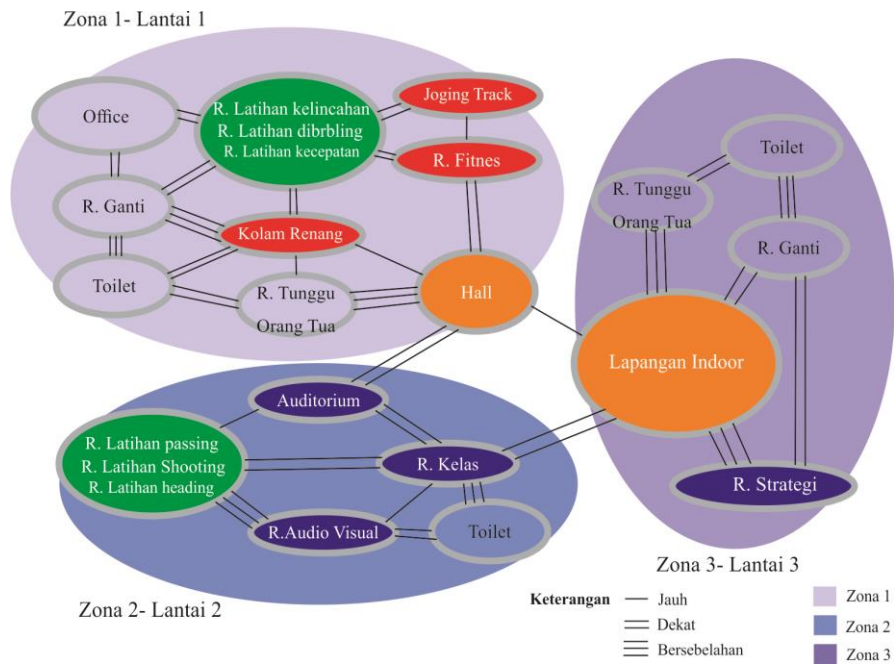 Zona 1- Lantai 1
Office
R. Latihan kelincahan
R. Latihan dibrbling
R. Latihan kecepatan
Joging Track
R. Fitnes
R. Ganti
Kolam Renang
Toilet
R. Tunggu
Orang Tua
Hall
Toilet
R. Tunggu
Orang Tua
R. Ganti
Lapangan Indoor
R. Strategi
Zona 3- Lantai 3
Auditorium
R. Latihan passing
R. Latihan Shooting
R. Latihan heading
R. Kelas
R.Audio Visual
Toilet
Zona 2- Lantai 2
Keterangan
Jauh
Dekat
Bersebelahan
Zona 1
Zona 2
Zona 3